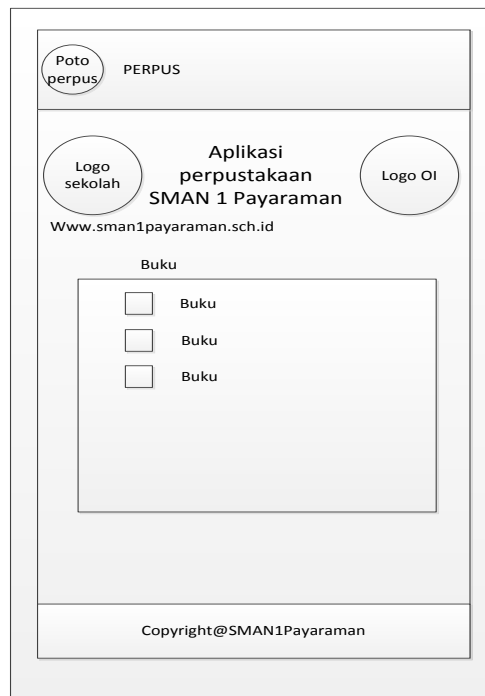 Poto
perpus
PERPUS
Logo
sekolah
Aplikasi
perpustakaan
SMAN 1 Payaraman
Logo OI
Www.sman1payaraman.sch.id
Buku
Buku
Buku
Buku
Copyright@SMAN1Payaraman